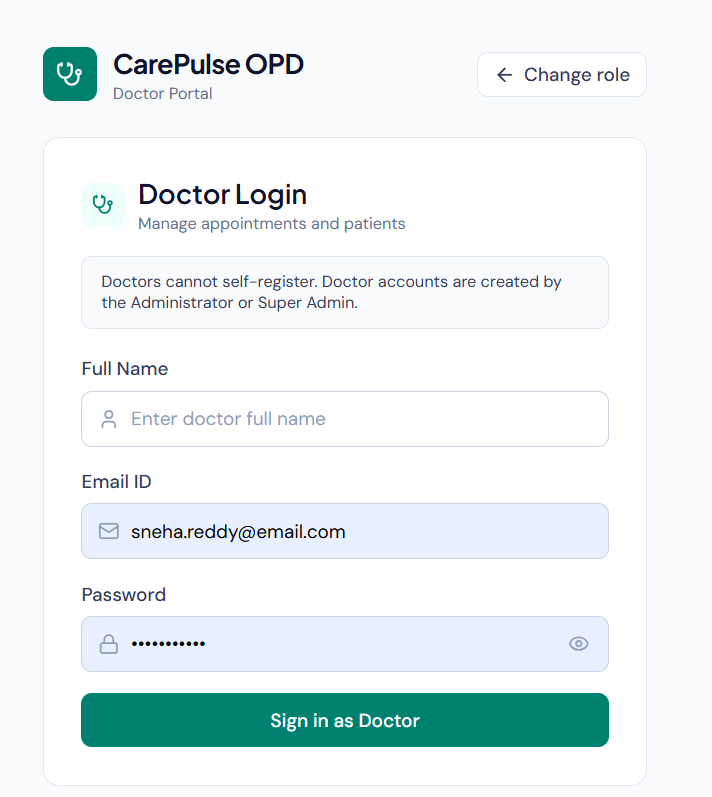 CarePulse OPD
Doctor Portal
Change role
Doctor Login
Manage appointments and patients
Doctors cannot self-register. Doctor accounts are created by
the Administrator or Super Admin.
Full Name
Enter doctor full name
Email ID
sneha.reddy@email.com
Password
•••••••••••
Sign in as Doctor